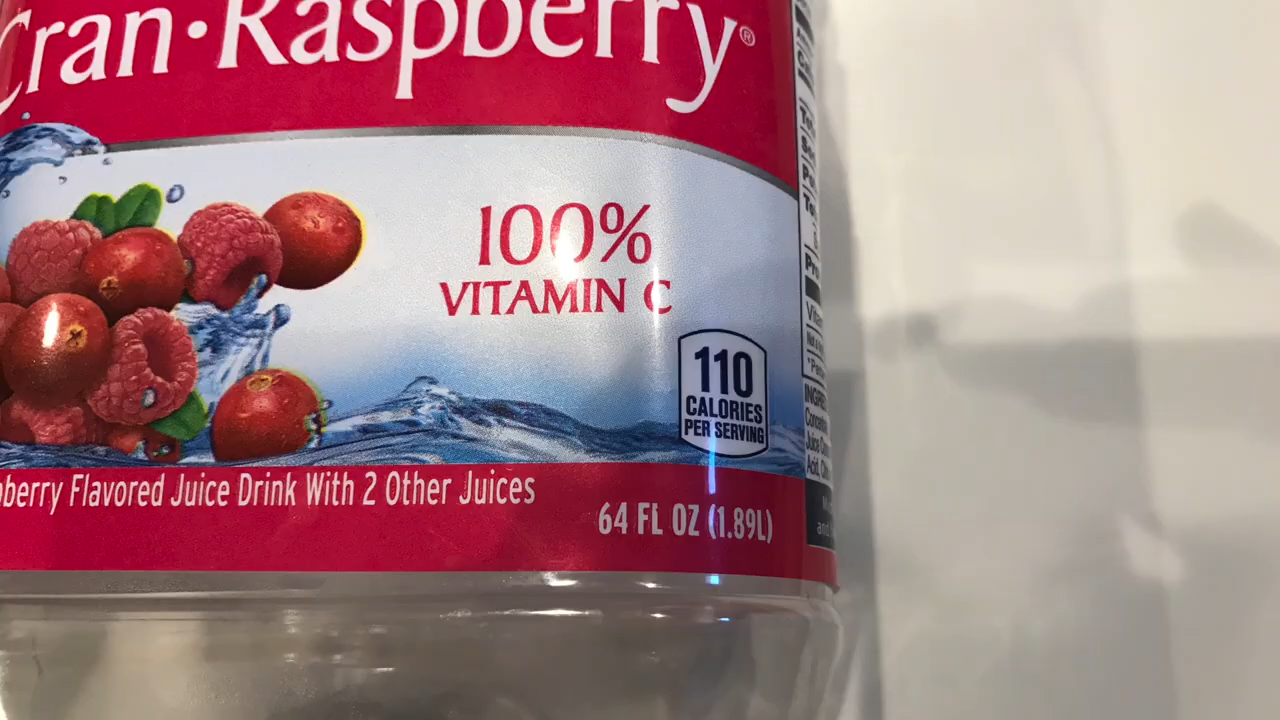 Cran•Raspberry®
100%
VITAMIN C
110
CALORIES
PER SERVING
Flavored Juice Drink With 2 Other Juices
64 FL OZ (1.89L)